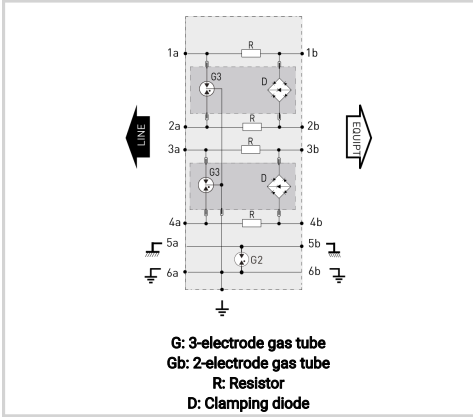 R
1a 1b
G3 D
2a R 2b
3a R 3b
G3 D
LINE EQUIPT
R
4a 4b
5a 5b
G2
6a 6b
G: 3-electrode gas tube
Gb: 2-electrode gas tube
R: Resistor
D: Clamping diode